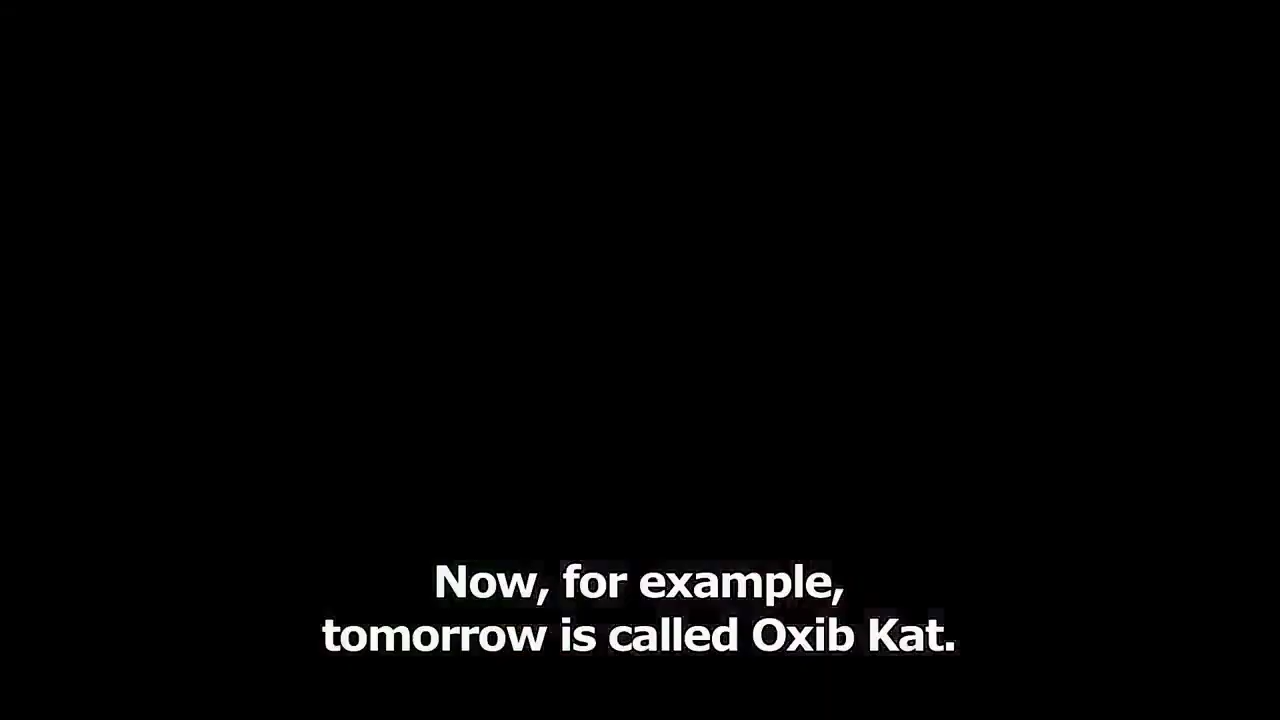 Now, for example,
tomorrow is called Oxib Kat.